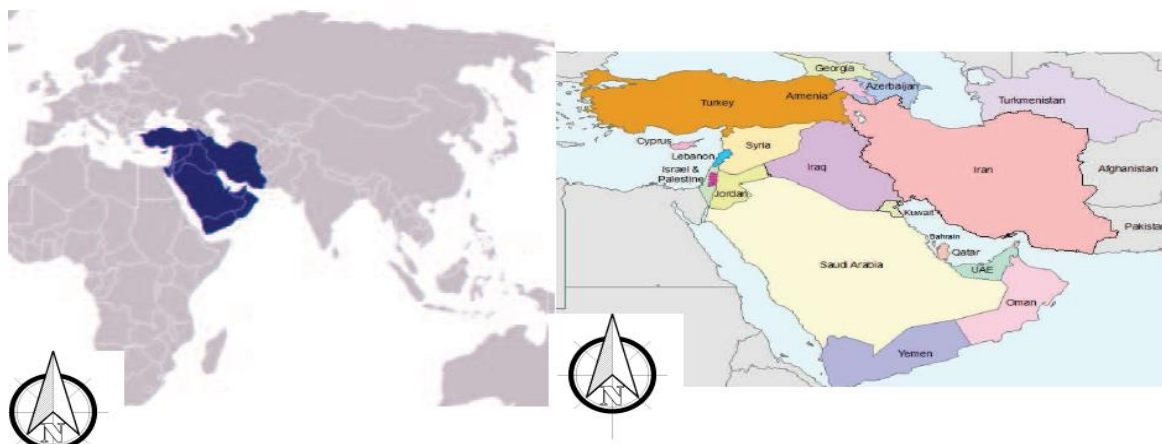 Georgia
Armenia
Azerbaijan
Turkmenistan
Turkey
Cyprus
Syria
Lebanon
Israel &
Palestine
Iraq
Iran
Afghanistan
Jordan
Kuwait
Pakista
Bahrain
Qatar
Saudi Arabia
UAE
Oman
Yemen
N
N